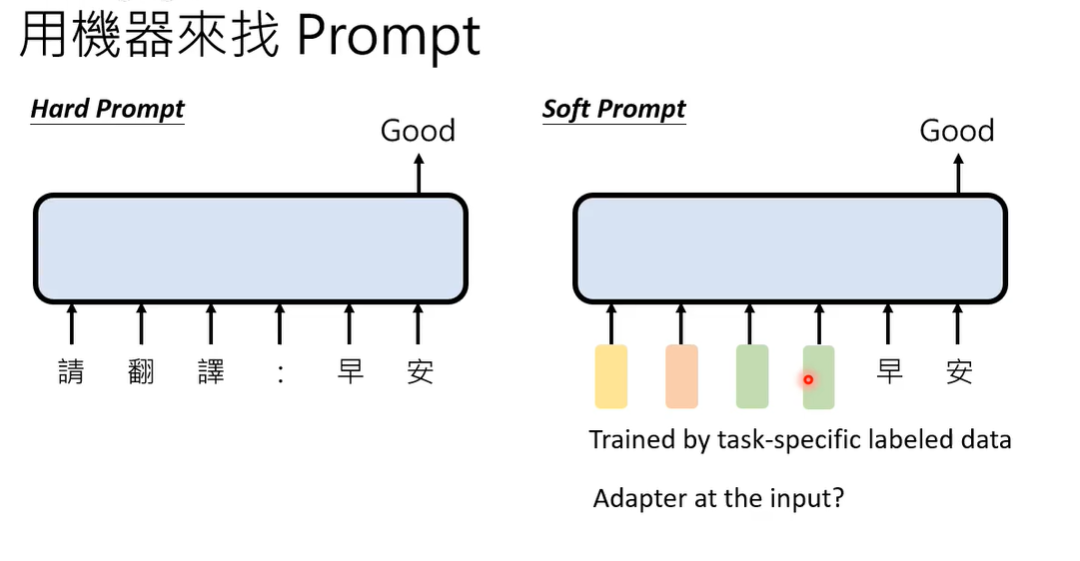 用機器來找 Prompt
Hard Prompt
Good
請 翻 譯 : 早 安
Soft Prompt
Good
早 安
Trained by task-specific labeled data
Adapter at the input?